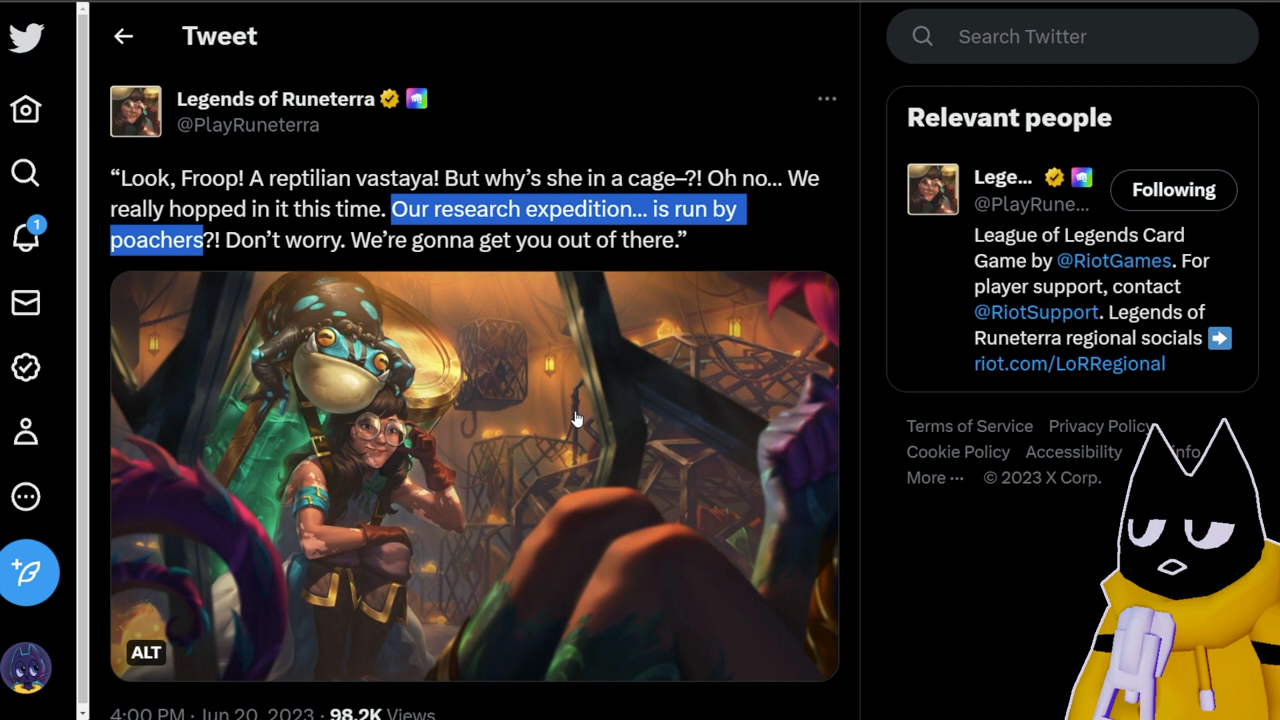 Tweet
Search Twitter
Legends of Runeterra
@PlayRuneterra
“Look, Froop! A reptilian vastaya! But why’s she in a cage–?! Oh no... We
really hopped in it this time. Our research expedition... is run by
poachers?! Don’t worry. We’re gonna get you out of there.”
ALT
4:00 PM · Jun 20, 2023 · 98.2K Views
Relevant people
Lege...
@PlayRune...
Following
League of Legends Card
Game by @RiotGames. For
player support, contact
@RiotSupport. Legends of
Runeterra regional socials ➡️
riot.com/LoRRegional
Terms of Service Privacy Policy
Cookie Policy Accessibility info
More ··· © 2023 X Corp.
1